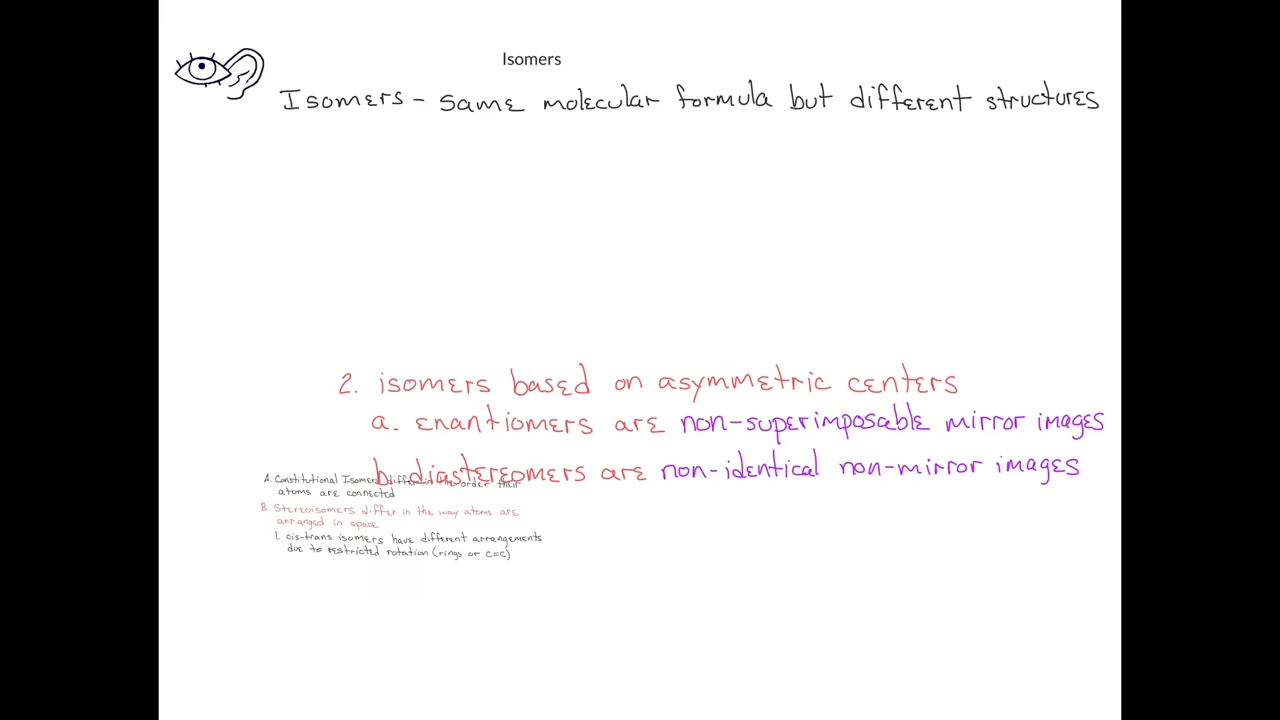 Isomers
Isomers - same molecular formula but different structures
2. isomers based on asymmetric centers
a. enantiomers are non-superimposable mirror images
b. diastereomers are non-identical non-mirror images
A. Constitutional Isomers differ in the order their
atoms are connected
B. Stereoisomers differ in the way atoms are
arranged in space
1. cis-trans isomers have different arrangements
due to restricted rotation (rings or c=c)